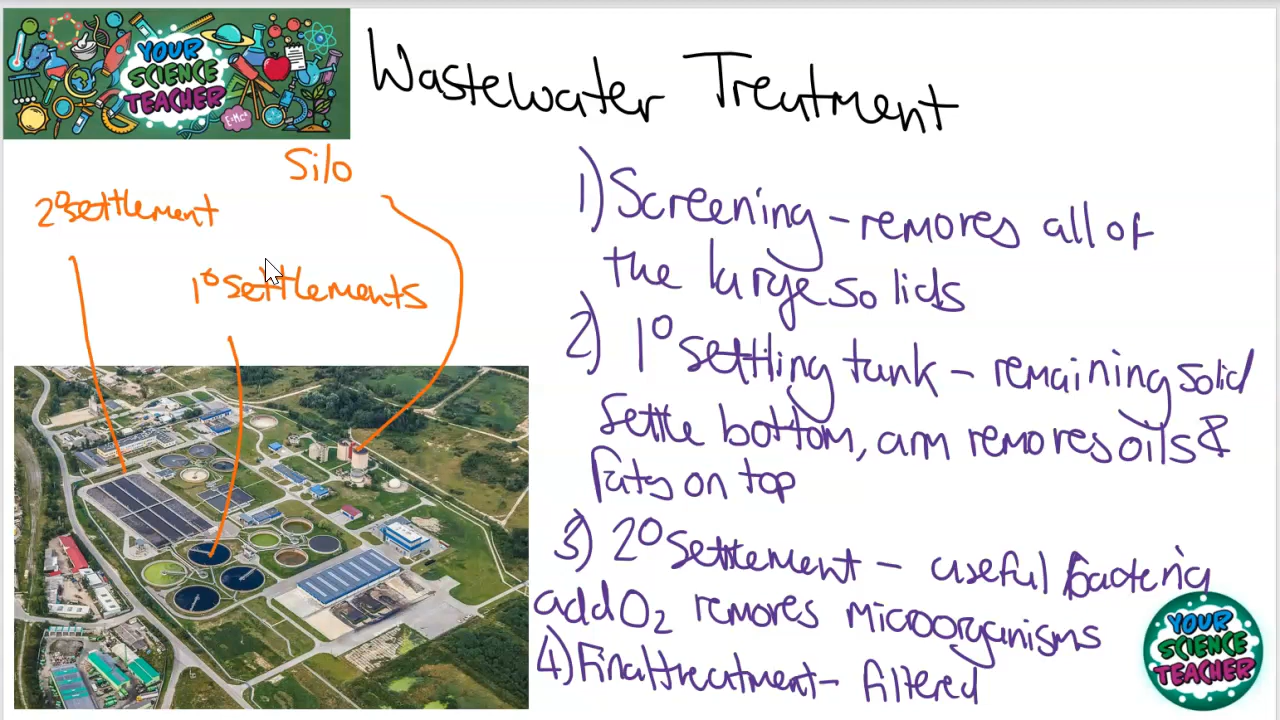 YOUR
SCIENCE
TEACHER
E=mc²
Wastewater Treatment
Silo
2° settlement
1° settlements
1) Screening – removes all of
the large solids
2) 1° settling tank – remaining solid
settle bottom, arm removes oils &
fats on top
3) 2° settlement – useful bacteria
add O2 removes microorganisms
4) Final treatment – filtered
YOUR
SCIENCE
TEACHER